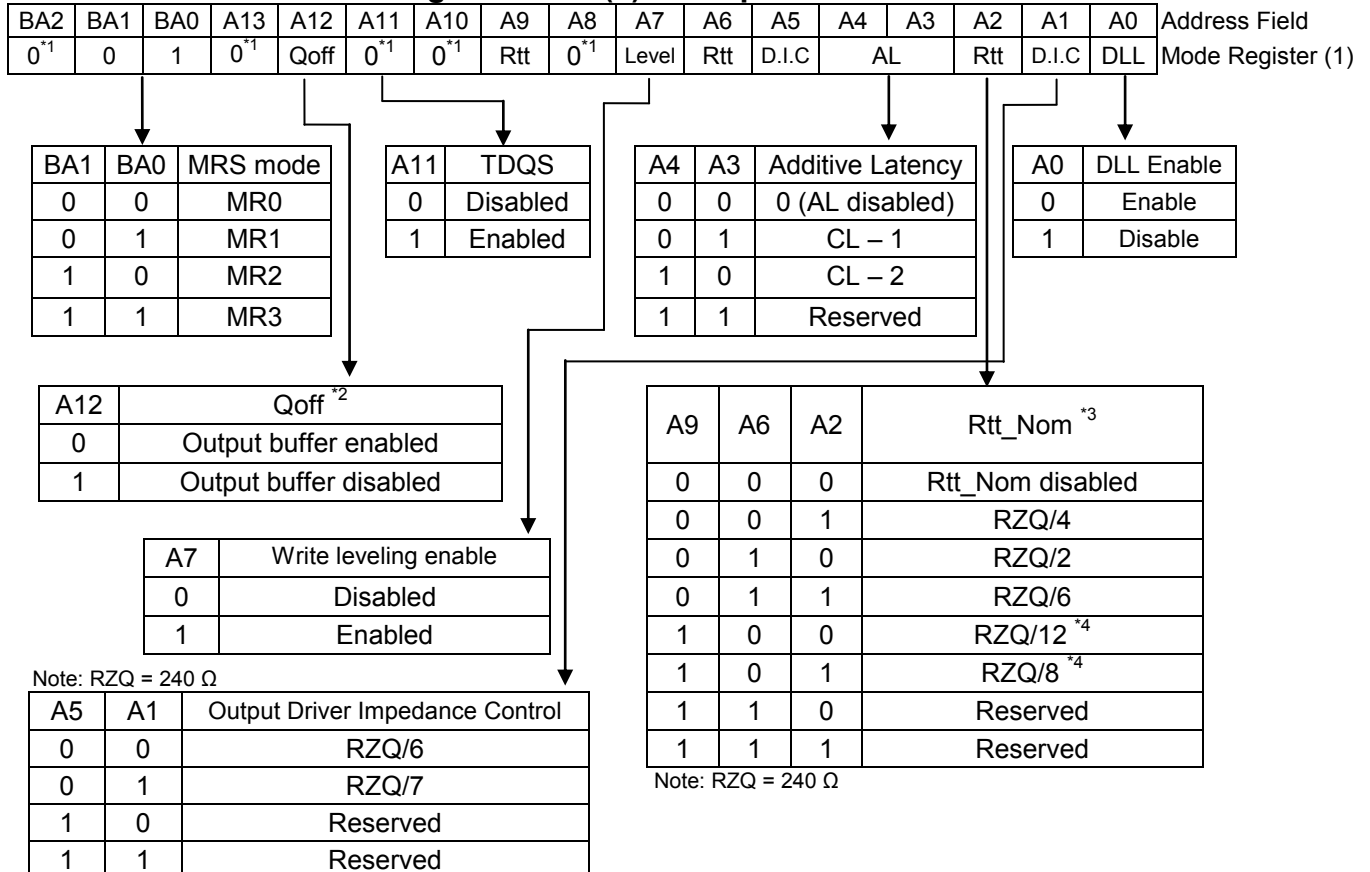 BA2 BA1 BA0 A13 A12 A11 A10 A9 A8 A7 A6 A5 A4 A3 A2 A1 A0 Address Field
0*1 0 1 0*1 Qoff 0*1 0*1 Rtt 0*1 Level Rtt D.I.C AL Rtt D.I.C DLL Mode Register (1)
BA1 BA0 MRS mode
0 0 MR0
0 1 MR1
1 0 MR2
1 1 MR3
A11 TDQS
0 Disabled
1 Enabled
A4 A3 Additive Latency
0 0 0 (AL disabled)
0 1 CL – 1
1 0 CL – 2
1 1 Reserved
A0 DLL Enable
0 Enable
1 Disable
A12 Qoff *2
0 Output buffer enabled
1 Output buffer disabled
A9 A6 A2 Rtt_Nom *3
0 0 0 Rtt_Nom disabled
0 0 1 RZQ/4
0 1 0 RZQ/2
0 1 1 RZQ/6
1 0 0 RZQ/12 *4
1 0 1 RZQ/8 *4
1 1 0 Reserved
1 1 1 Reserved
Note: RZQ = 240 Ω
A7 Write leveling enable
0 Disabled
1 Enabled
Note: RZQ = 240 Ω
A5 A1 Output Driver Impedance Control
0 0 RZQ/6
0 1 RZQ/7
1 0 Reserved
1 1 Reserved